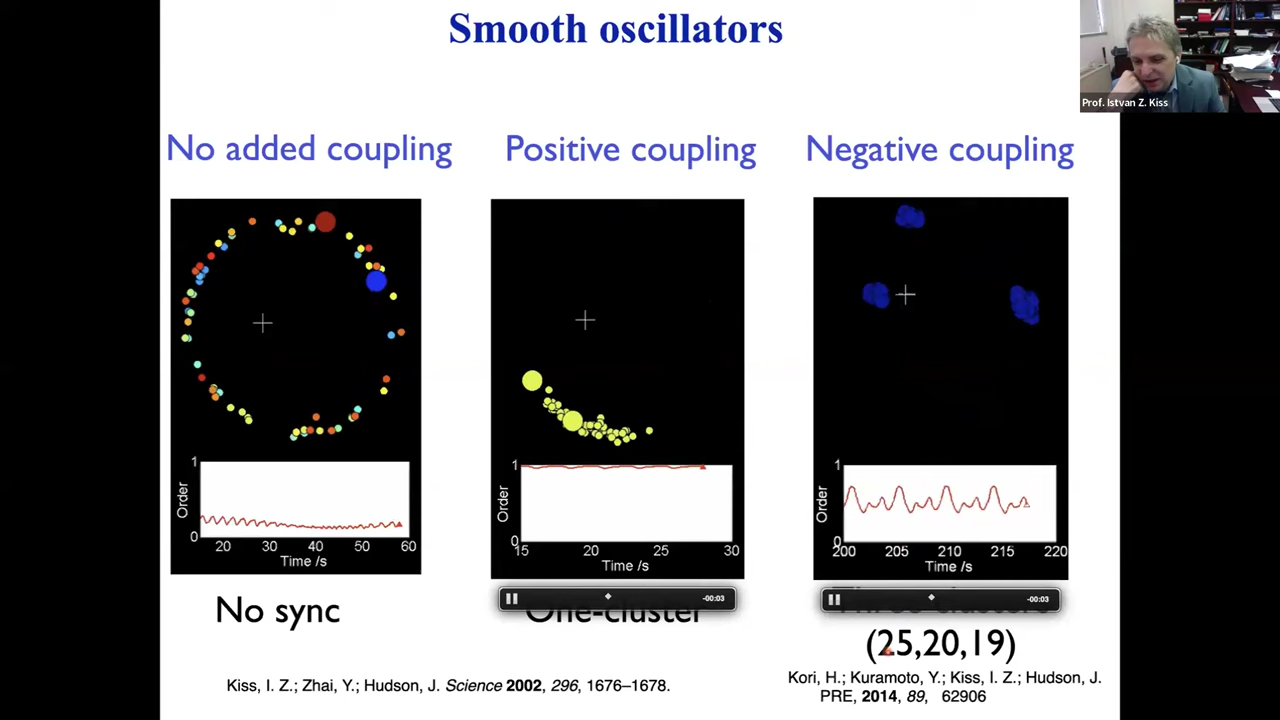 Smooth oscillators
Prof. Istvan Z. Kiss
No added coupling
Positive coupling
Negative coupling
1
Order
0
20 30 40 50 60
Time /s
1
Order
0
15 20 25 30
Time /s
1
Order
0
200 205 210 215 220
Time /s
-00:03
-00:03
No sync
One-cluster
(25,20,19)
Kiss, I. Z.; Zhai, Y.; Hudson, J. Science 2002, 296, 1676–1678.
Kori, H.; Kuramoto, Y.; Kiss, I. Z.; Hudson, J.
PRE, 2014, 89, 62906